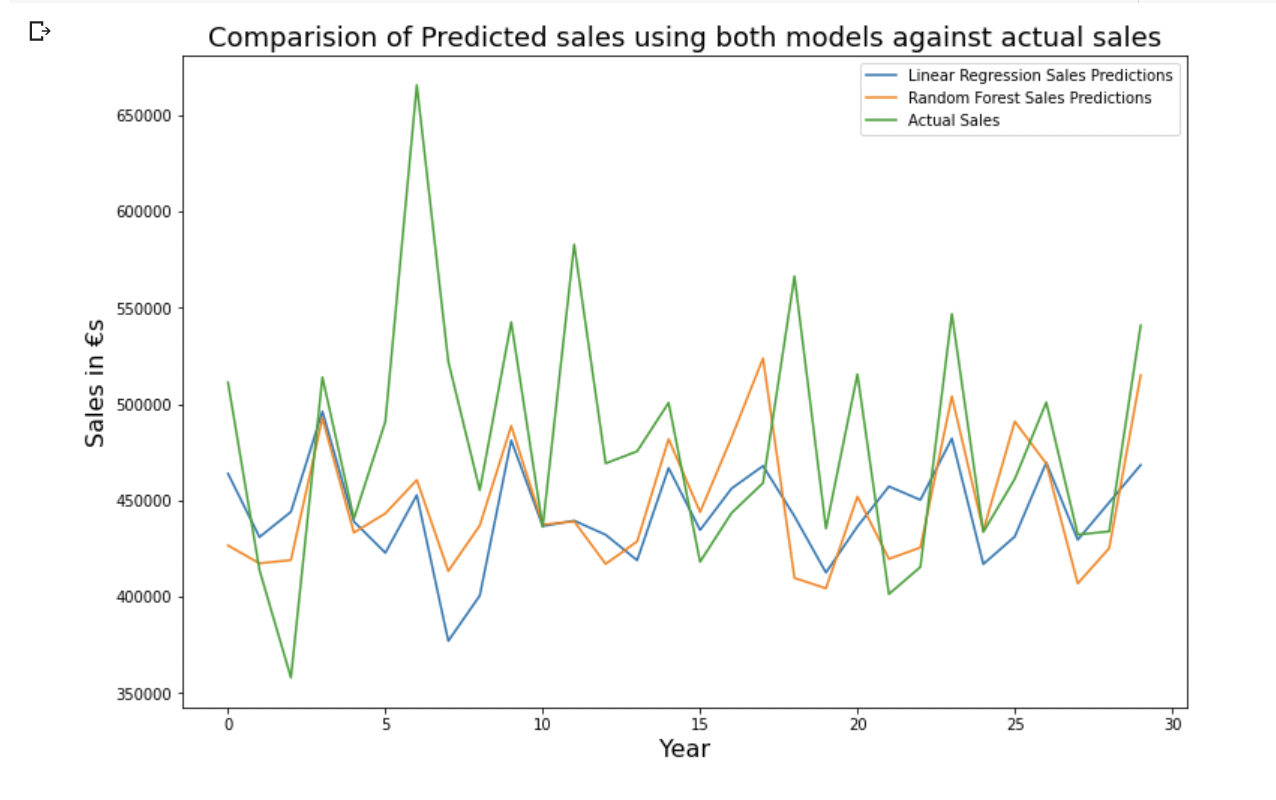 Comparision of Predicted sales using both models against actual sales
Linear Regression Sales Predictions
Random Forest Sales Predictions
Actual Sales
650000
600000
550000
500000
450000
400000
350000
Sales in €s
0 5 10 15 20 25 30
Year